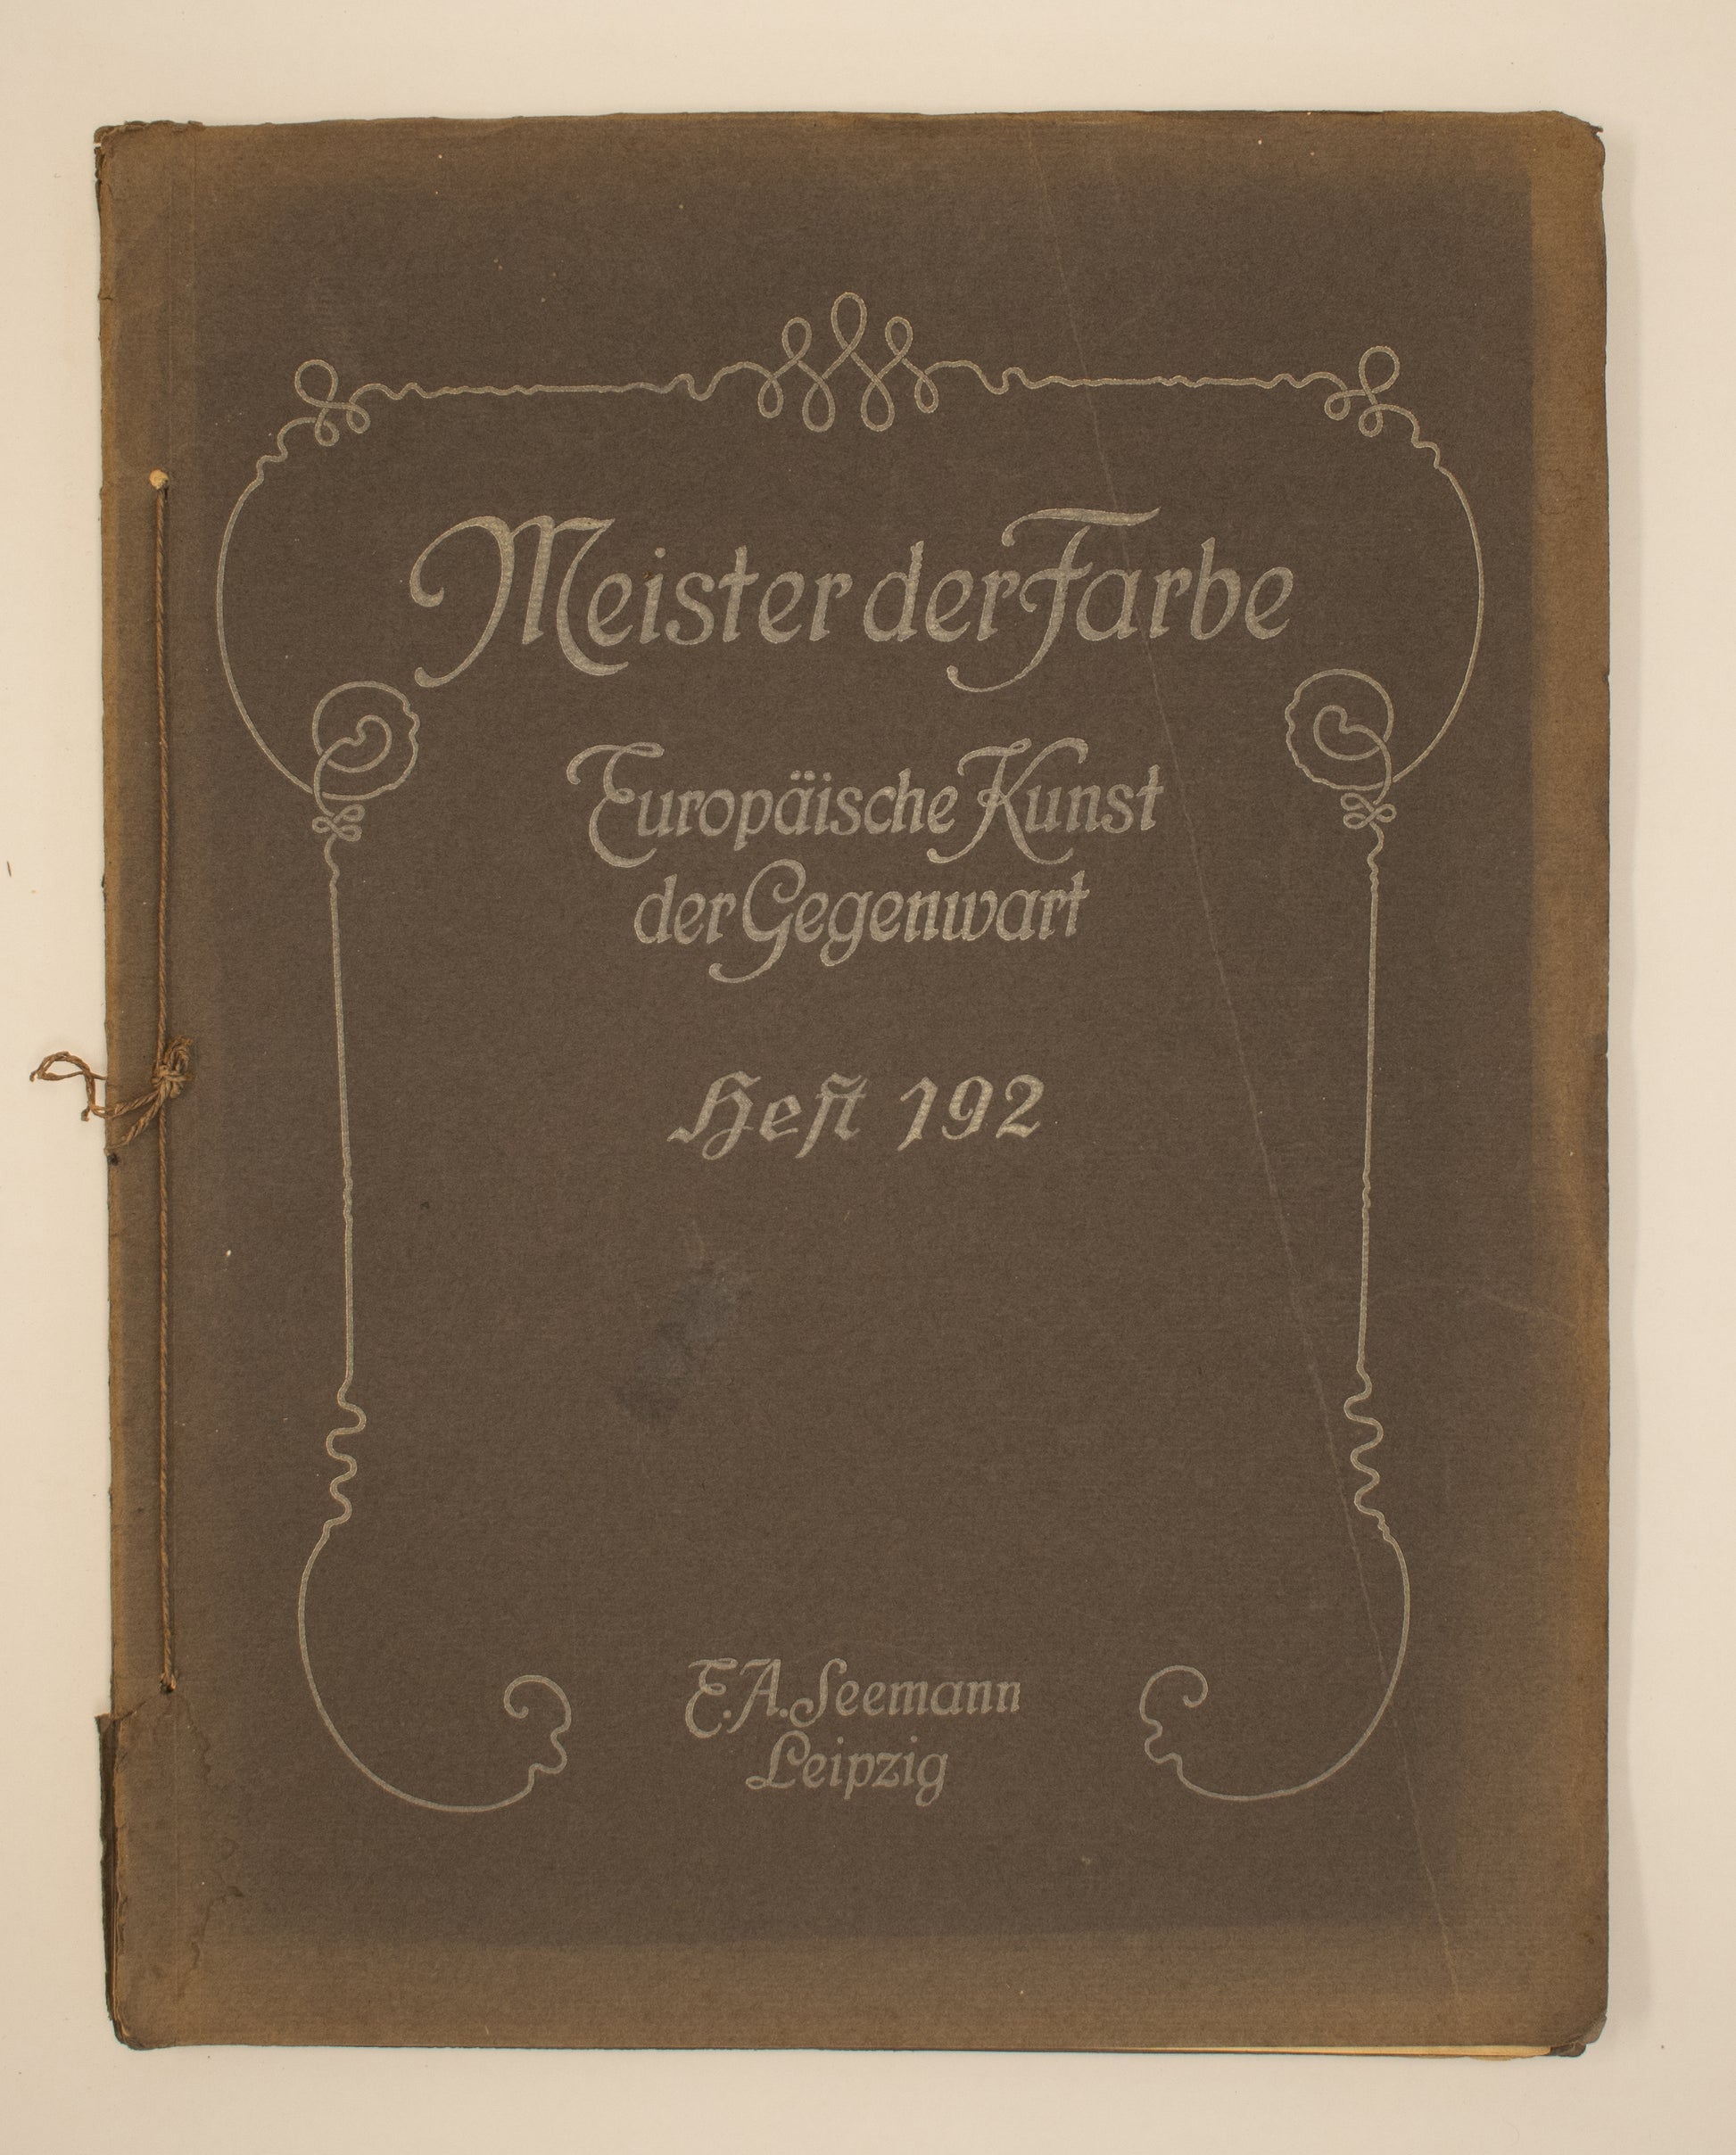 Meister der Farbe
Europäische Kunst
der Gegenwart
Heft 192
E. A. Seemann
Leipzig